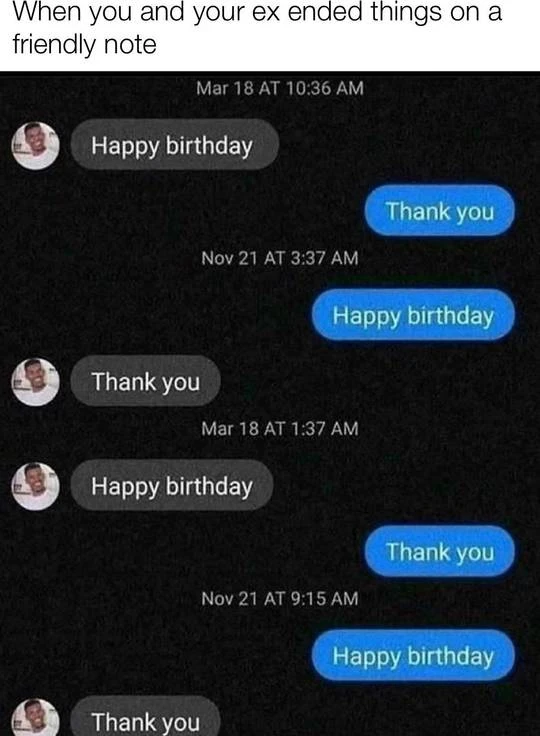 When you and your ex ended things on a
friendly note
Mar 18 AT 10:36 AM
Happy birthday
Thank you
Nov 21 AT 3:37 AM
Happy birthday
Thank you
Mar 18 AT 1:37 AM
Happy birthday
Thank you
Nov 21 AT 9:15 AM
Happy birthday
Thank you